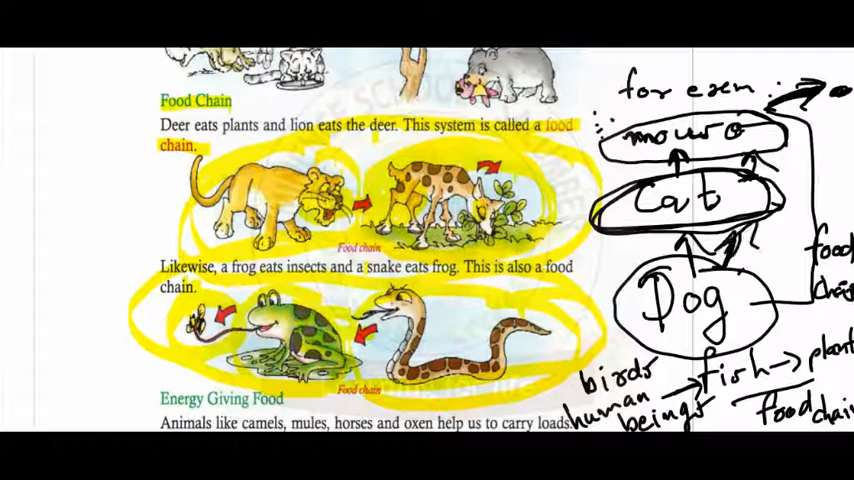 Food Chain
Deer eats plants and lion eats the deer. This system is called a food
chain.
Food chain
Likewise, a frog eats insects and a snake eats frog. This is also a food
chain.
Food chain
Energy Giving Food
Animals like camels, mules, horses and oxen help us to carry loads.
for exem
Cat
Dog
food
chain
birds
human
beings
fish
plant
food chain